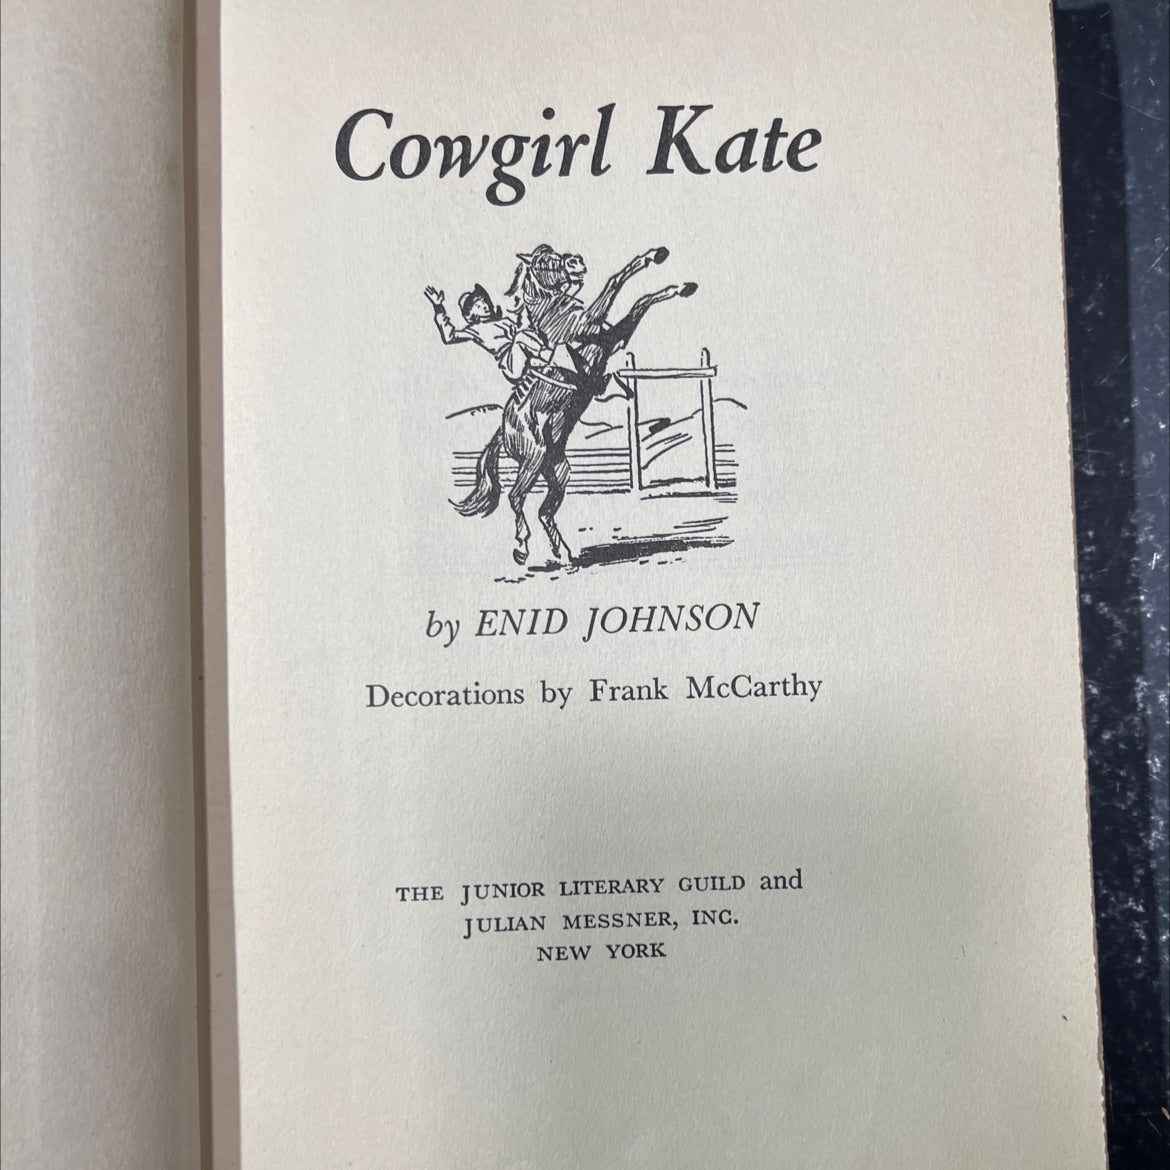 Cowgirl Kate
by ENID JOHNSON
Decorations by Frank McCarthy
THE JUNIOR LITERARY GUILD and
JULIAN MESSNER, INC.
NEW YORK